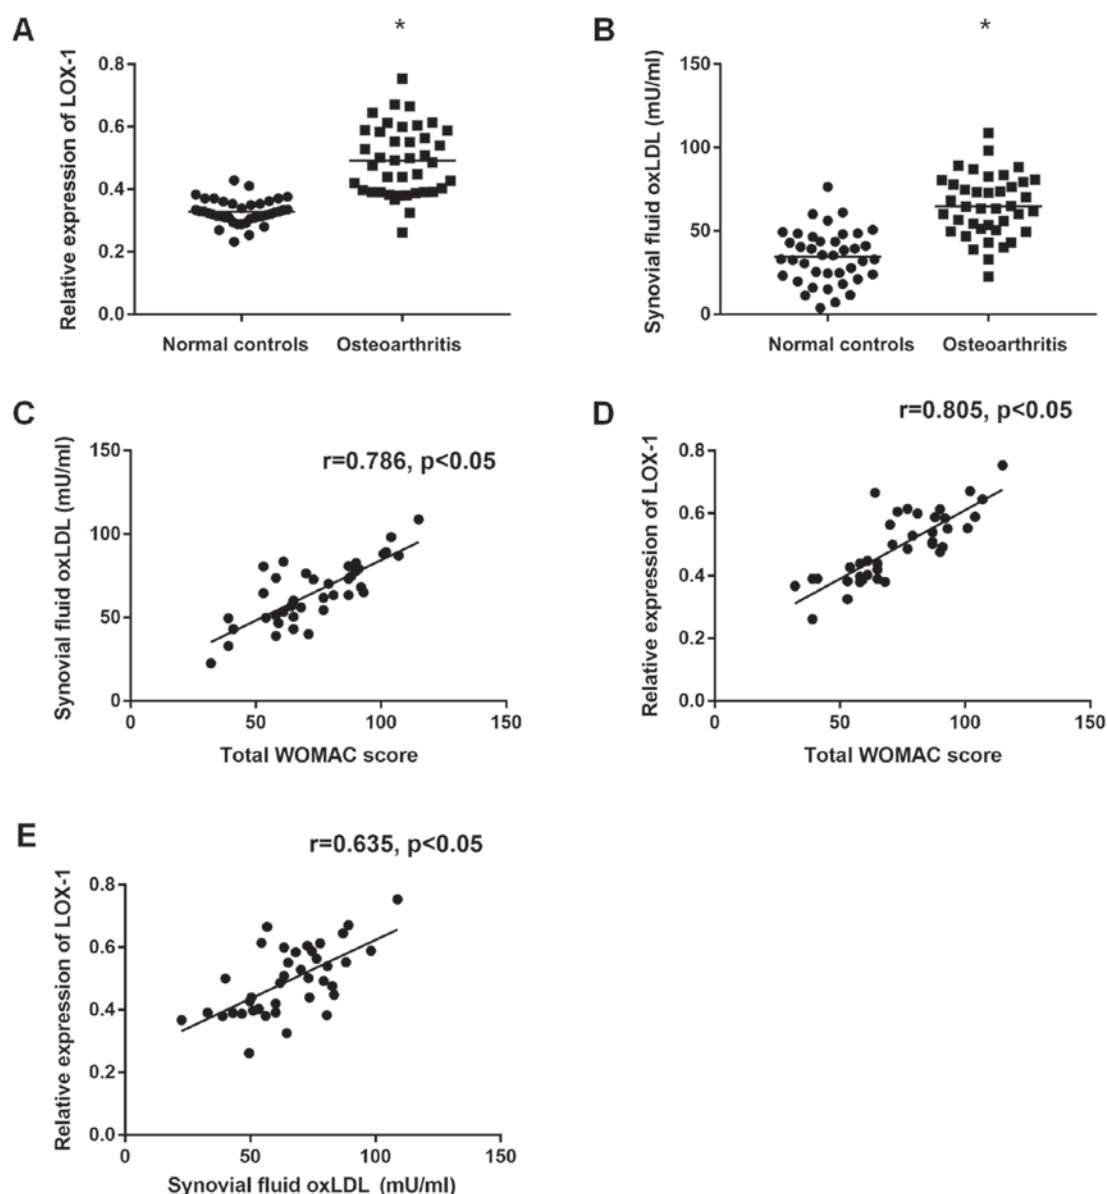 A
*
Relative expression of LOX-1
0.8
0.6
0.4
0.2
0.0
Normal controls
Osteoarthritis
B
*
Synovial fluid oxLDL (mU/ml)
150
100
50
0
Normal controls
Osteoarthritis
C
r=0.786, p<0.05
Synovial fluid oxLDL (mU/ml)
150
100
50
0
0 50 100 150
Total WOMAC score
D
r=0.805, p<0.05
Relative expression of LOX-1
0.8
0.6
0.4
0.2
0.0
0 50 100 150
Total WOMAC score
E
r=0.635, p<0.05
Relative expression of LOX-1
0.8
0.6
0.4
0.2
0.0
0 50 100 150
Synovial fluid oxLDL (mU/ml)